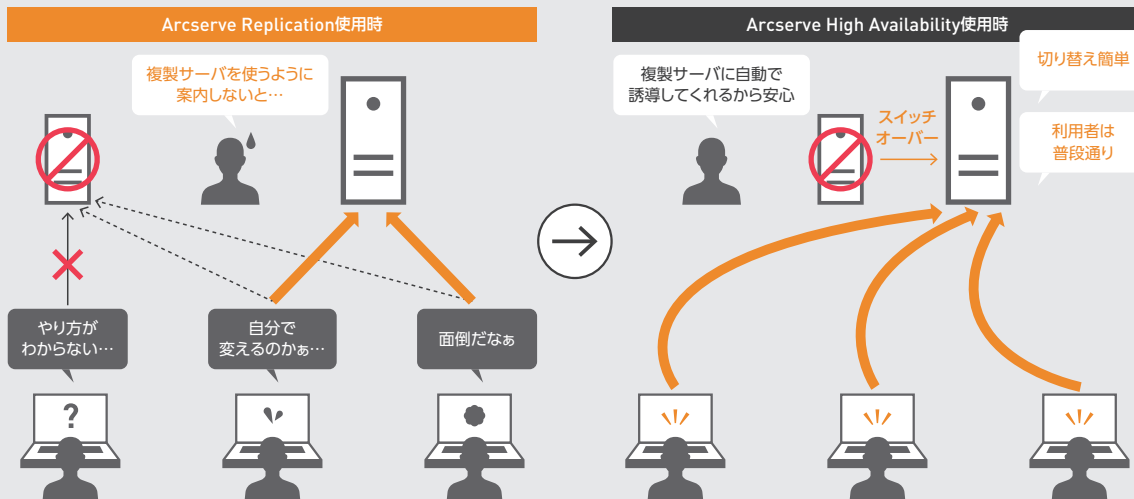 Arcserve Replication使用時
複製サーバを使うように
案内しないと…
やり方が
わからない…
自分で
変えるのかぁ…
面倒だなぁ
?
Arcserve High Availability使用時
複製サーバに自動で
誘導してくれるから安心
スイッチ
オーバー
切り替え簡単
利用者は
普段通り